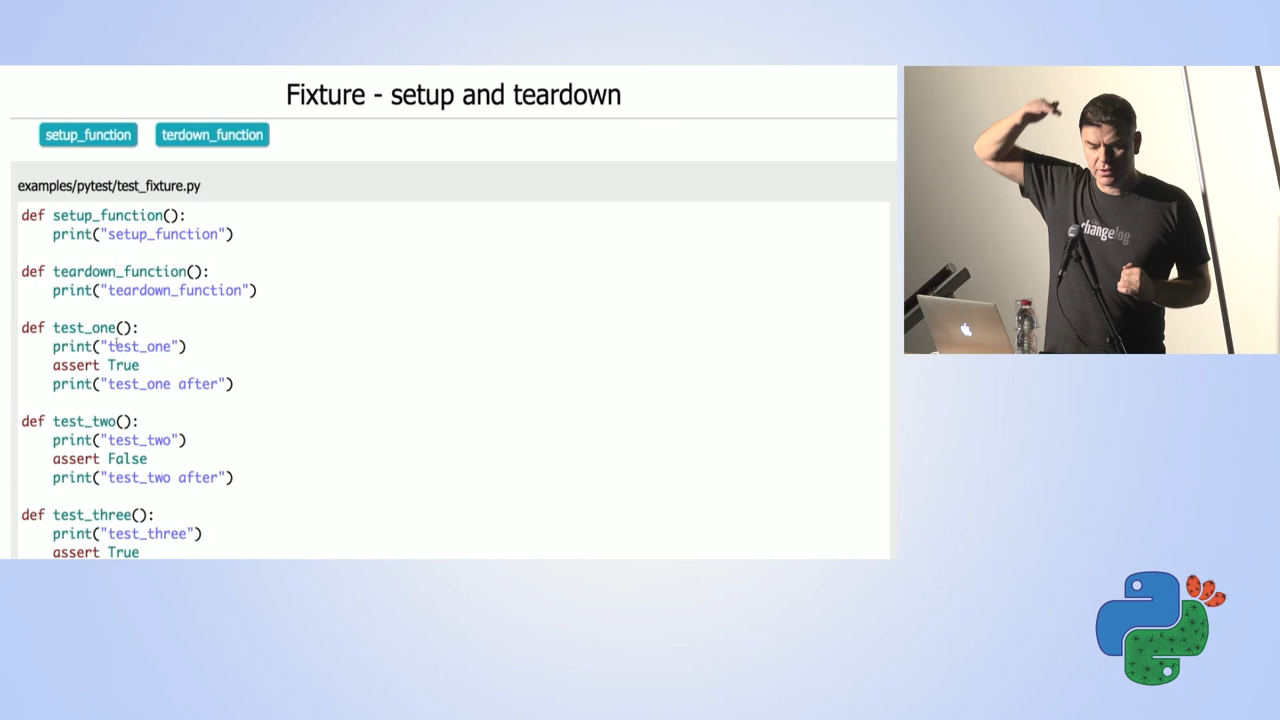 Fixture - setup and teardown
setup_function terdown_function
examples/pytest/test_fixture.py
def setup_function():
    print("setup_function")
def teardown_function():
    print("teardown_function")
def test_one():
    print("test_one")
    assert True
    print("test_one after")
def test_two():
    print("test_two")
    assert False
    print("test_two after")
def test_three():
    print("test_three")
    assert True
changelog